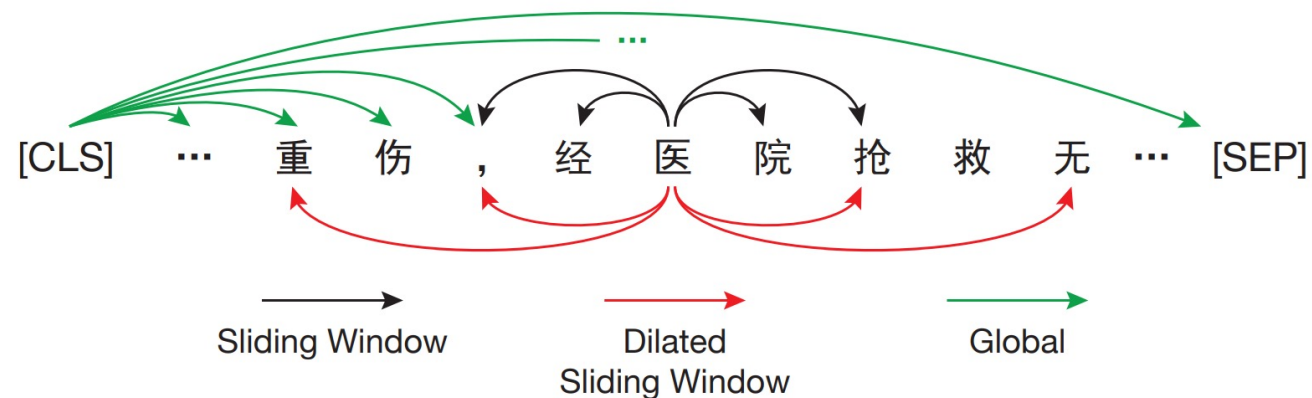 ...
[CLS] ... 重 伤 , 经 医 院 抢 救 无 ... [SEP]
Sliding Window
Dilated
Sliding Window
Global